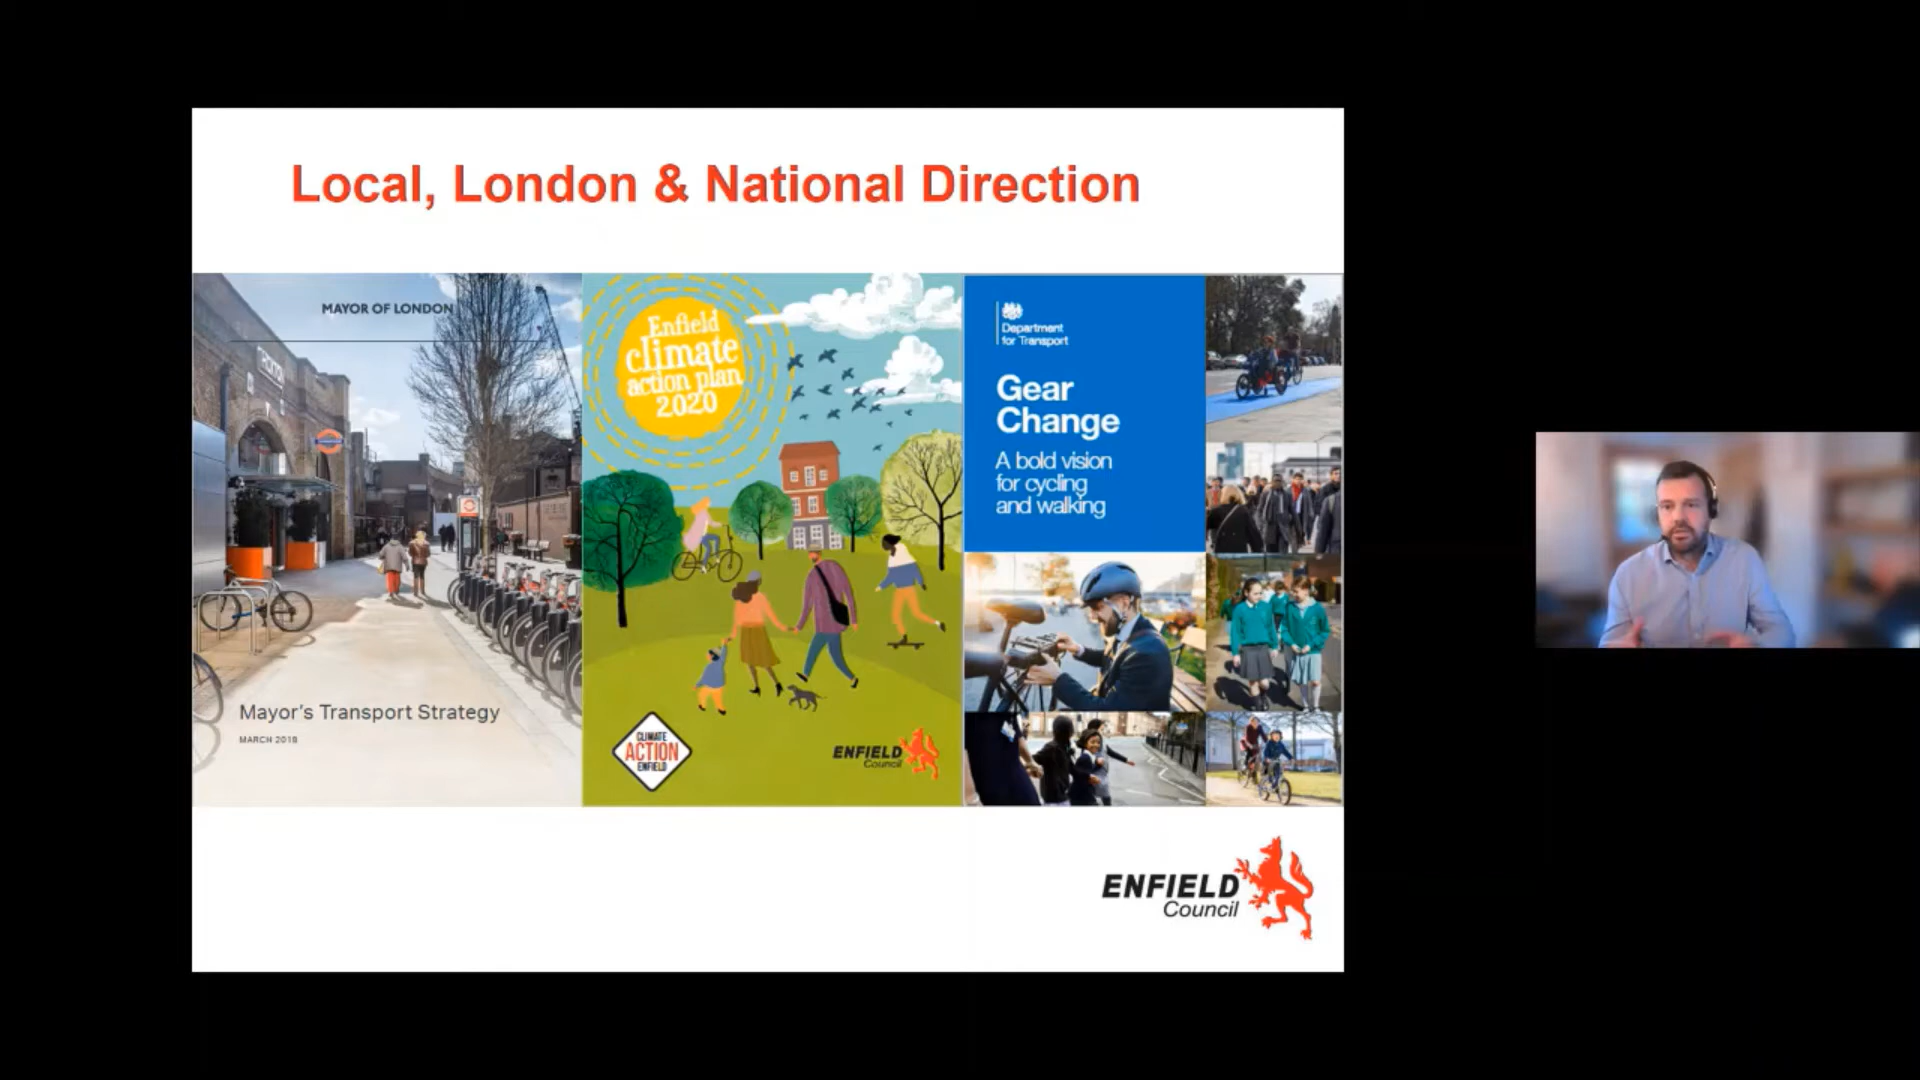 Local, London & National Direction
MAYOR OF LONDON
Mayor's Transport Strategy
MARCH 2018
Enfield
climate
action plan
2020
CLIMATE
ACTION
ENFIELD
ENFIELD
Council
Department
for Transport
Gear
Change
A bold vision
for cycling
and walking
ENFIELD
Council